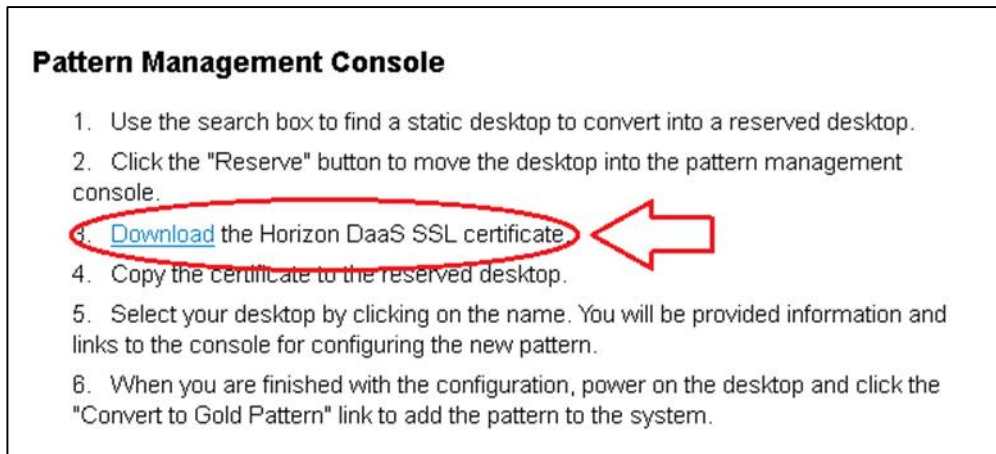 Pattern Management Console
1. Use the search box to find a static desktop to convert into a reserved desktop.
2. Click the "Reserve" button to move the desktop into the pattern management
console.
3. Download the Horizon DaaS SSL certificate.
4. Copy the certificate to the reserved desktop.
5. Select your desktop by clicking on the name. You will be provided information and
links to the console for configuring the new pattern.
6. When you are finished with the configuration, power on the desktop and click the
"Convert to Gold Pattern" link to add the pattern to the system.